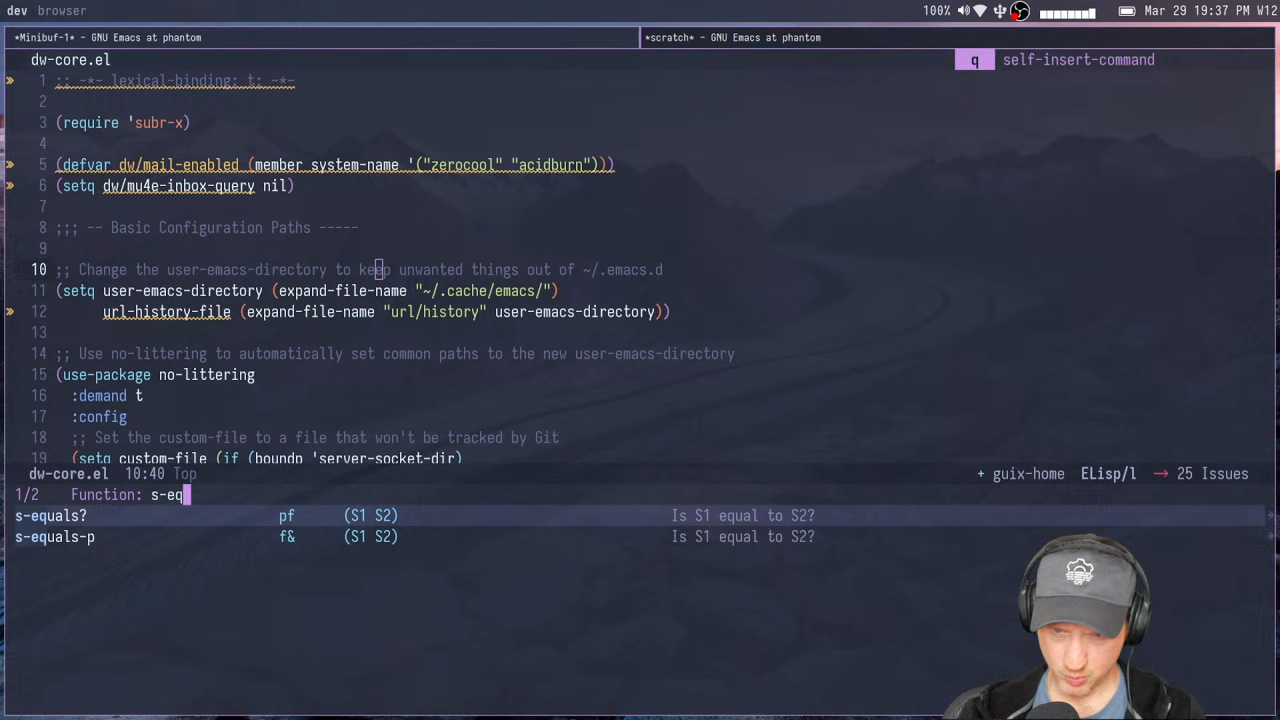 dev browser
100% Mar 29 19:37 PM W12
*Minibuf-1* - GNU Emacs at phantom
*scratch* - GNU Emacs at phantom
dw-core.el
q self-insert-command
1 ;; -*- lexical-binding: t; -*-
2
3 (require 'subr-x)
4
5 (defvar dw/mail-enabled (member system-name '("zerocool" "acidburn")))
6 (setq dw/mu4e-inbox-query nil)
7
8 ;;; -- Basic Configuration Paths -----
9
10 ;; Change the user-emacs-directory to keep unwanted things out of ~/.emacs.d
11 (setq user-emacs-directory (expand-file-name "~/.cache/emacs/")
12 url-history-file (expand-file-name "url/history" user-emacs-directory))
13
14 ;; Use no-littering to automatically set common paths to the new user-emacs-directory
15 (use-package no-littering
16 :demand t
17 :config
18 ;; Set the custom-file to a file that won't be tracked by Git
19 (setq custom-file (if (boundp 'server-socket-dir)
dw-core.el 10:40 Top + guix-home ELisp/l → 25 Issues
1/2 Function: s-eq
s-equals? pf (S1 S2) Is S1 equal to S2?
s-equals-p f& (S1 S2) Is S1 equal to S2?